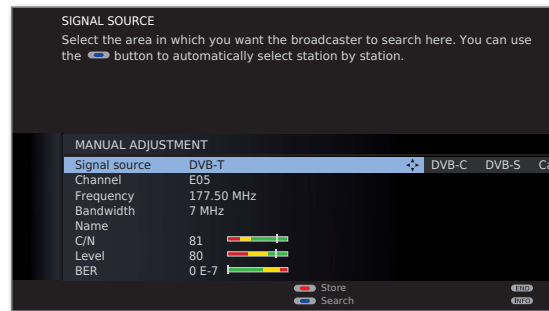 SIGNAL SOURCE
Select the area in which you want the broadcaster to search here. You can use
the button to automatically select station by station.
MANUAL ADJUSTMENT
Signal source DVB-T DVB-C DVB-S Ca
Channel E05
Frequency 177.50 MHz
Bandwidth 7 MHz
Name
C/N 81
Level 80
BER 0 E-7
Store END
Search INFO